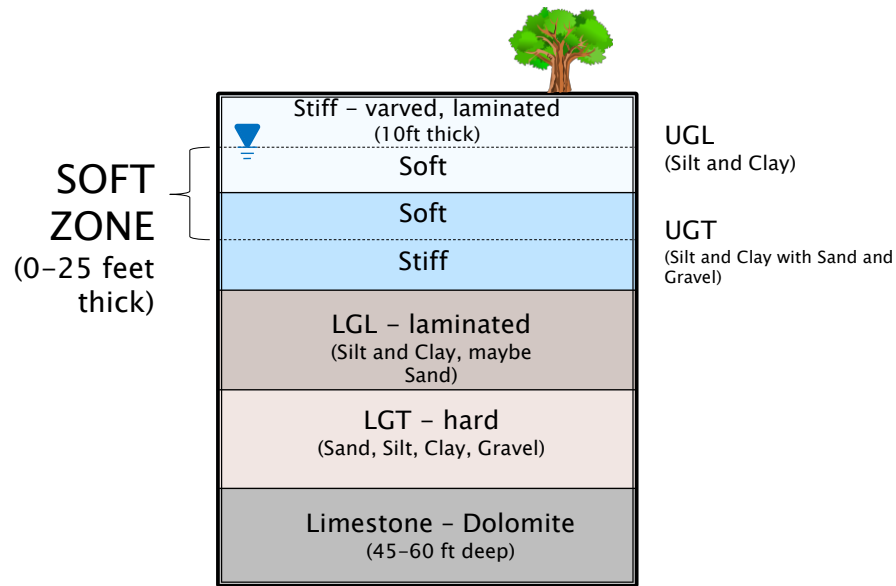 Stiff – varved, laminated
(10ft thick)
UGL
(Silt and Clay)
Soft
SOFT
ZONE
(0–25 feet
thick)
Soft
UGT
(Silt and Clay with Sand and
Gravel)
Stiff
LGL – laminated
(Silt and Clay, maybe
Sand)
LGT – hard
(Sand, Silt, Clay, Gravel)
Limestone – Dolomite
(45–60 ft deep)